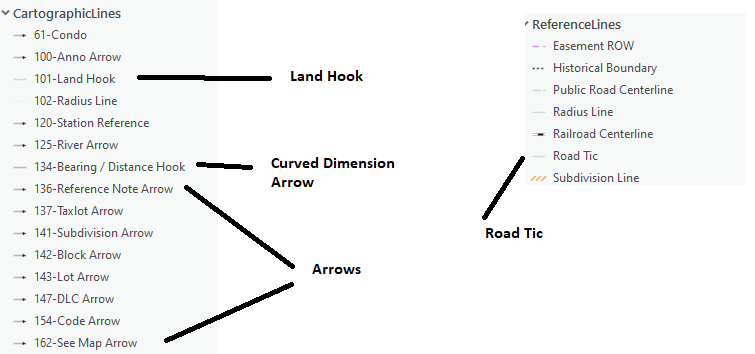 CartographicLines
61-Condo
100-Anno Arrow
101-Land Hook
102-Radius Line
120-Station Reference
125-River Arrow
134-Bearing / Distance Hook
136-Reference Note Arrow
137-Taxlot Arrow
141-Subdivision Arrow
142-Block Arrow
143-Lot Arrow
147-DLC Arrow
154-Code Arrow
162-See Map Arrow
Land Hook
Curved Dimension
Arrow
Arrows
ReferenceLines
Easement ROW
Historical Boundary
Public Road Centerline
Radius Line
Railroad Centerline
Road Tic
Subdivision Line
Road Tic